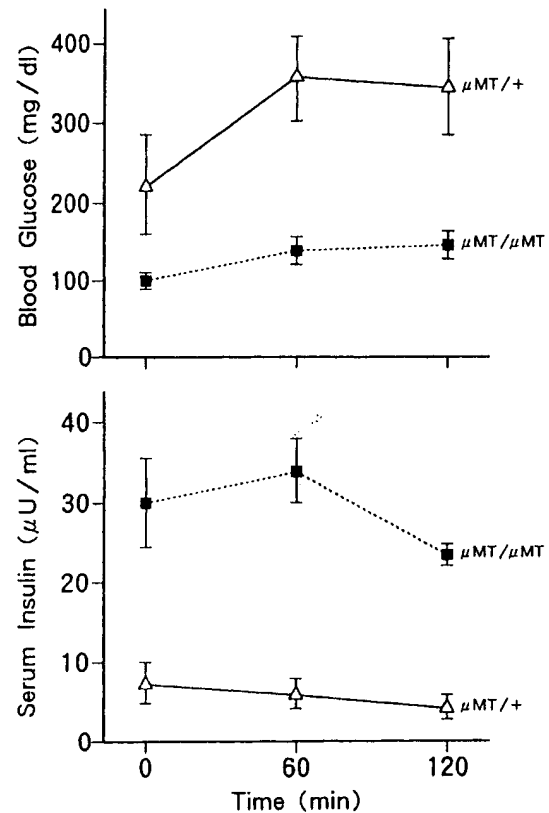 Blood Glucose (mg/dl)
400
300
200
100
0
μMT/+
μMT/μMT
Serum Insulin (μU/ml)
40
30
20
10
0
μMT/μMT
μMT/+
0 60 120
Time (min)